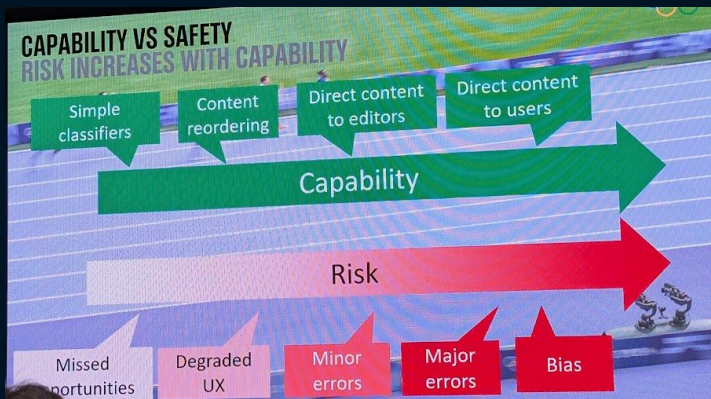 CAPABILITY VS SAFETY
RISK INCREASES WITH CAPABILITY
Simple
classifiers
Content
reordering
Direct content
to editors
Direct content
to users
Capability
Risk
Missed
Degraded
UX
Minor
errors
Major
errors
Bias